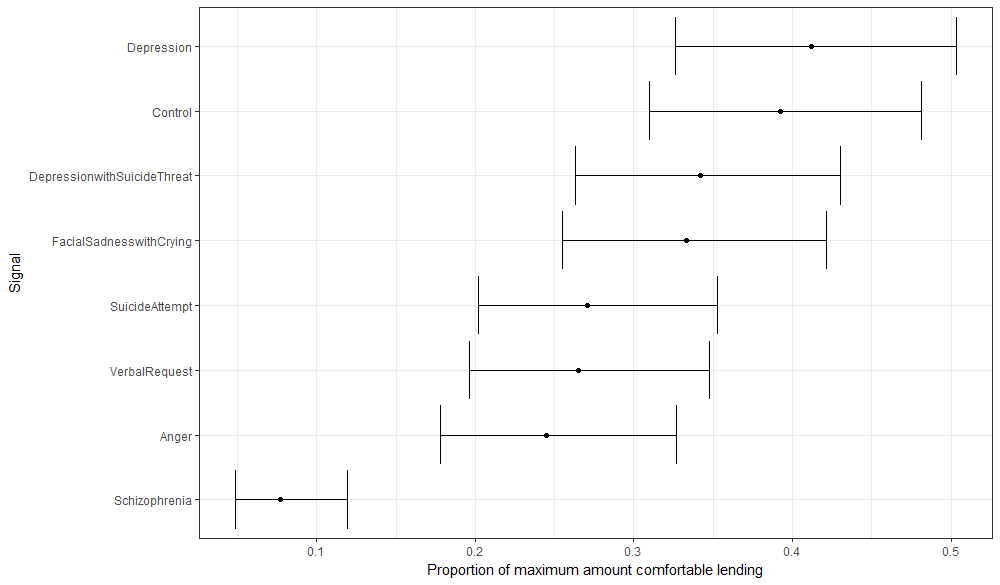 Depression
Control
DepressionwithSuicideThreat
FacialSadnesswithCrying
SuicideAttempt
VerbalRequest
Anger
Schizophrenia
Signal
0.1 0.2 0.3 0.4 0.5
Proportion of maximum amount comfortable lending